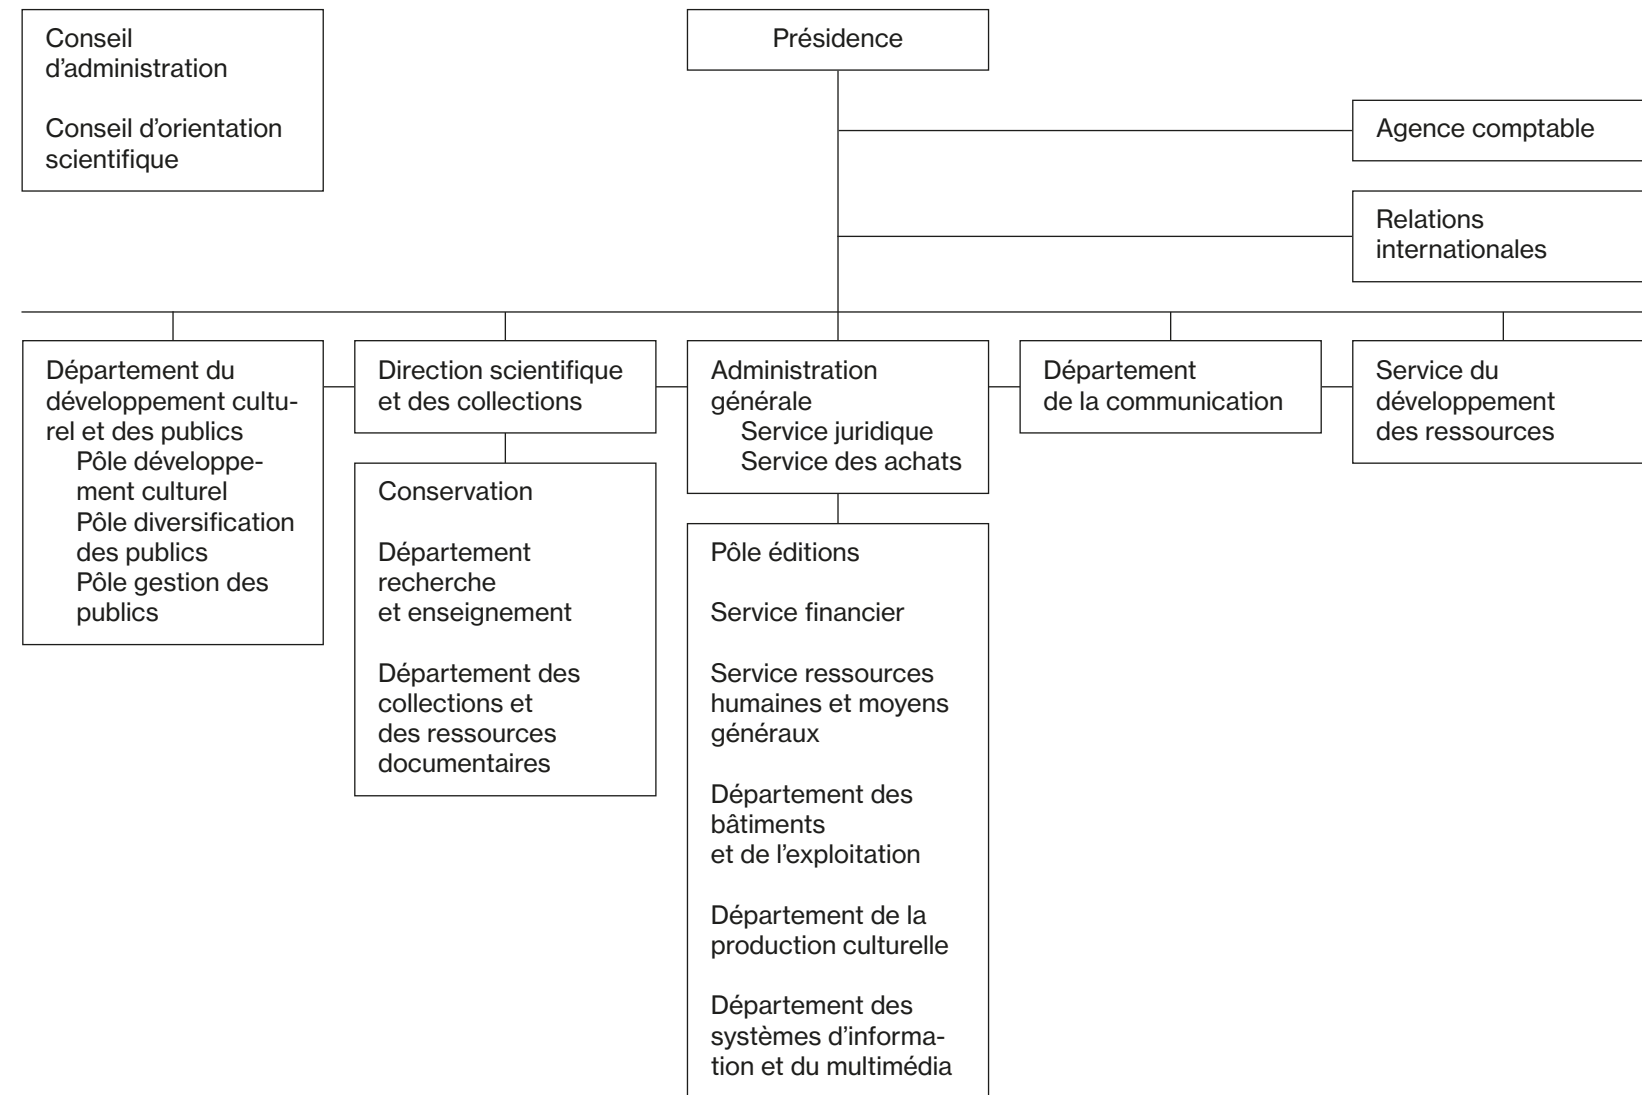 Conseil
d'administration
Conseil d'orientation
scientifique
Présidence
Agence comptable
Relations
internationales
Département du
développement cultu-
rel et des publics
Pôle développe-
ment culturel
Pôle diversification
des publics
Pôle gestion des
publics
Direction scientifique
et des collections
Conservation
Département
recherche
et enseignement
Département des
collections et
des ressources
documentaires
Administration
générale
Service juridique
Service des achats
Pôle éditions
Service financier
Service ressources
humaines et moyens
généraux
Département des
bâtiments
et de l'exploitation
Département de la
production culturelle
Département des
systèmes d'informa-
tion et du multimédia
Département
de la communication
Service du
développement
des ressources